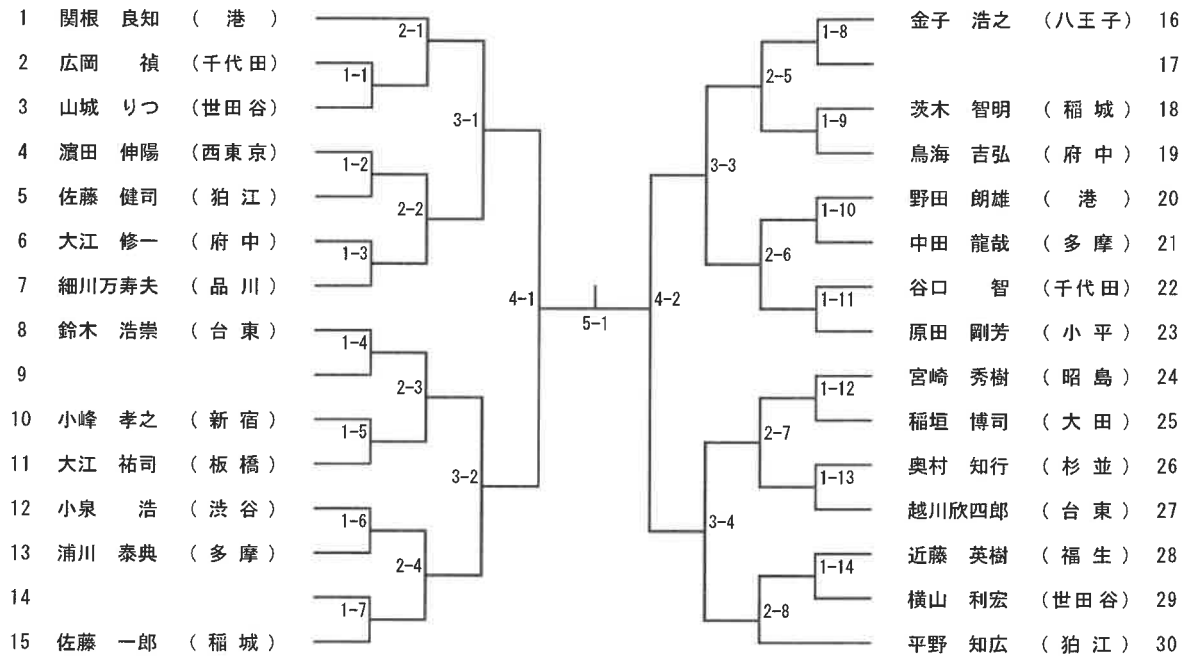 1 関根 良知 ( 港 )
2 広岡 禎 (千代田)
3 山城 りつ (世田谷)
4 濱田 伸陽 (西東京)
5 佐藤 健司 ( 狛 江 )
6 大江 修一 ( 府 中 )
7 細川万寿夫 ( 品 川 )
8 鈴木 浩崇 ( 台 東 )
9
10 小峰 孝之 ( 新 宿 )
11 大江 祐司 ( 板 橋 )
12 小泉 浩 ( 渋 谷 )
13 浦川 泰典 ( 多 摩 )
14
15 佐藤 一郎 ( 稲 城 )
1-1
1-2
1-3
1-4
1-5
1-6
1-7
2-1
2-2
2-3
2-4
3-1
3-2
4-1
5-1
4-2
3-3
3-4
2-5
2-6
2-7
2-8
1-8
1-9
1-10
1-11
1-12
1-13
1-14
金子 浩之 (八王子) 16
17
茨木 智明 ( 稲 城 ) 18
鳥海 吉弘 ( 府 中 ) 19
野田 朗雄 ( 港 ) 20
中田 龍哉 ( 多 摩 ) 21
谷口 智 (千代田) 22
原田 剛芳 ( 小 平 ) 23
宮崎 秀樹 ( 昭 島 ) 24
稲垣 博司 ( 大 田 ) 25
奥村 知行 ( 杉 並 ) 26
越川欣四郎 ( 台 東 ) 27
近藤 英樹 ( 福 生 ) 28
横山 利宏 (世田谷) 29
平野 知広 ( 狛 江 ) 30